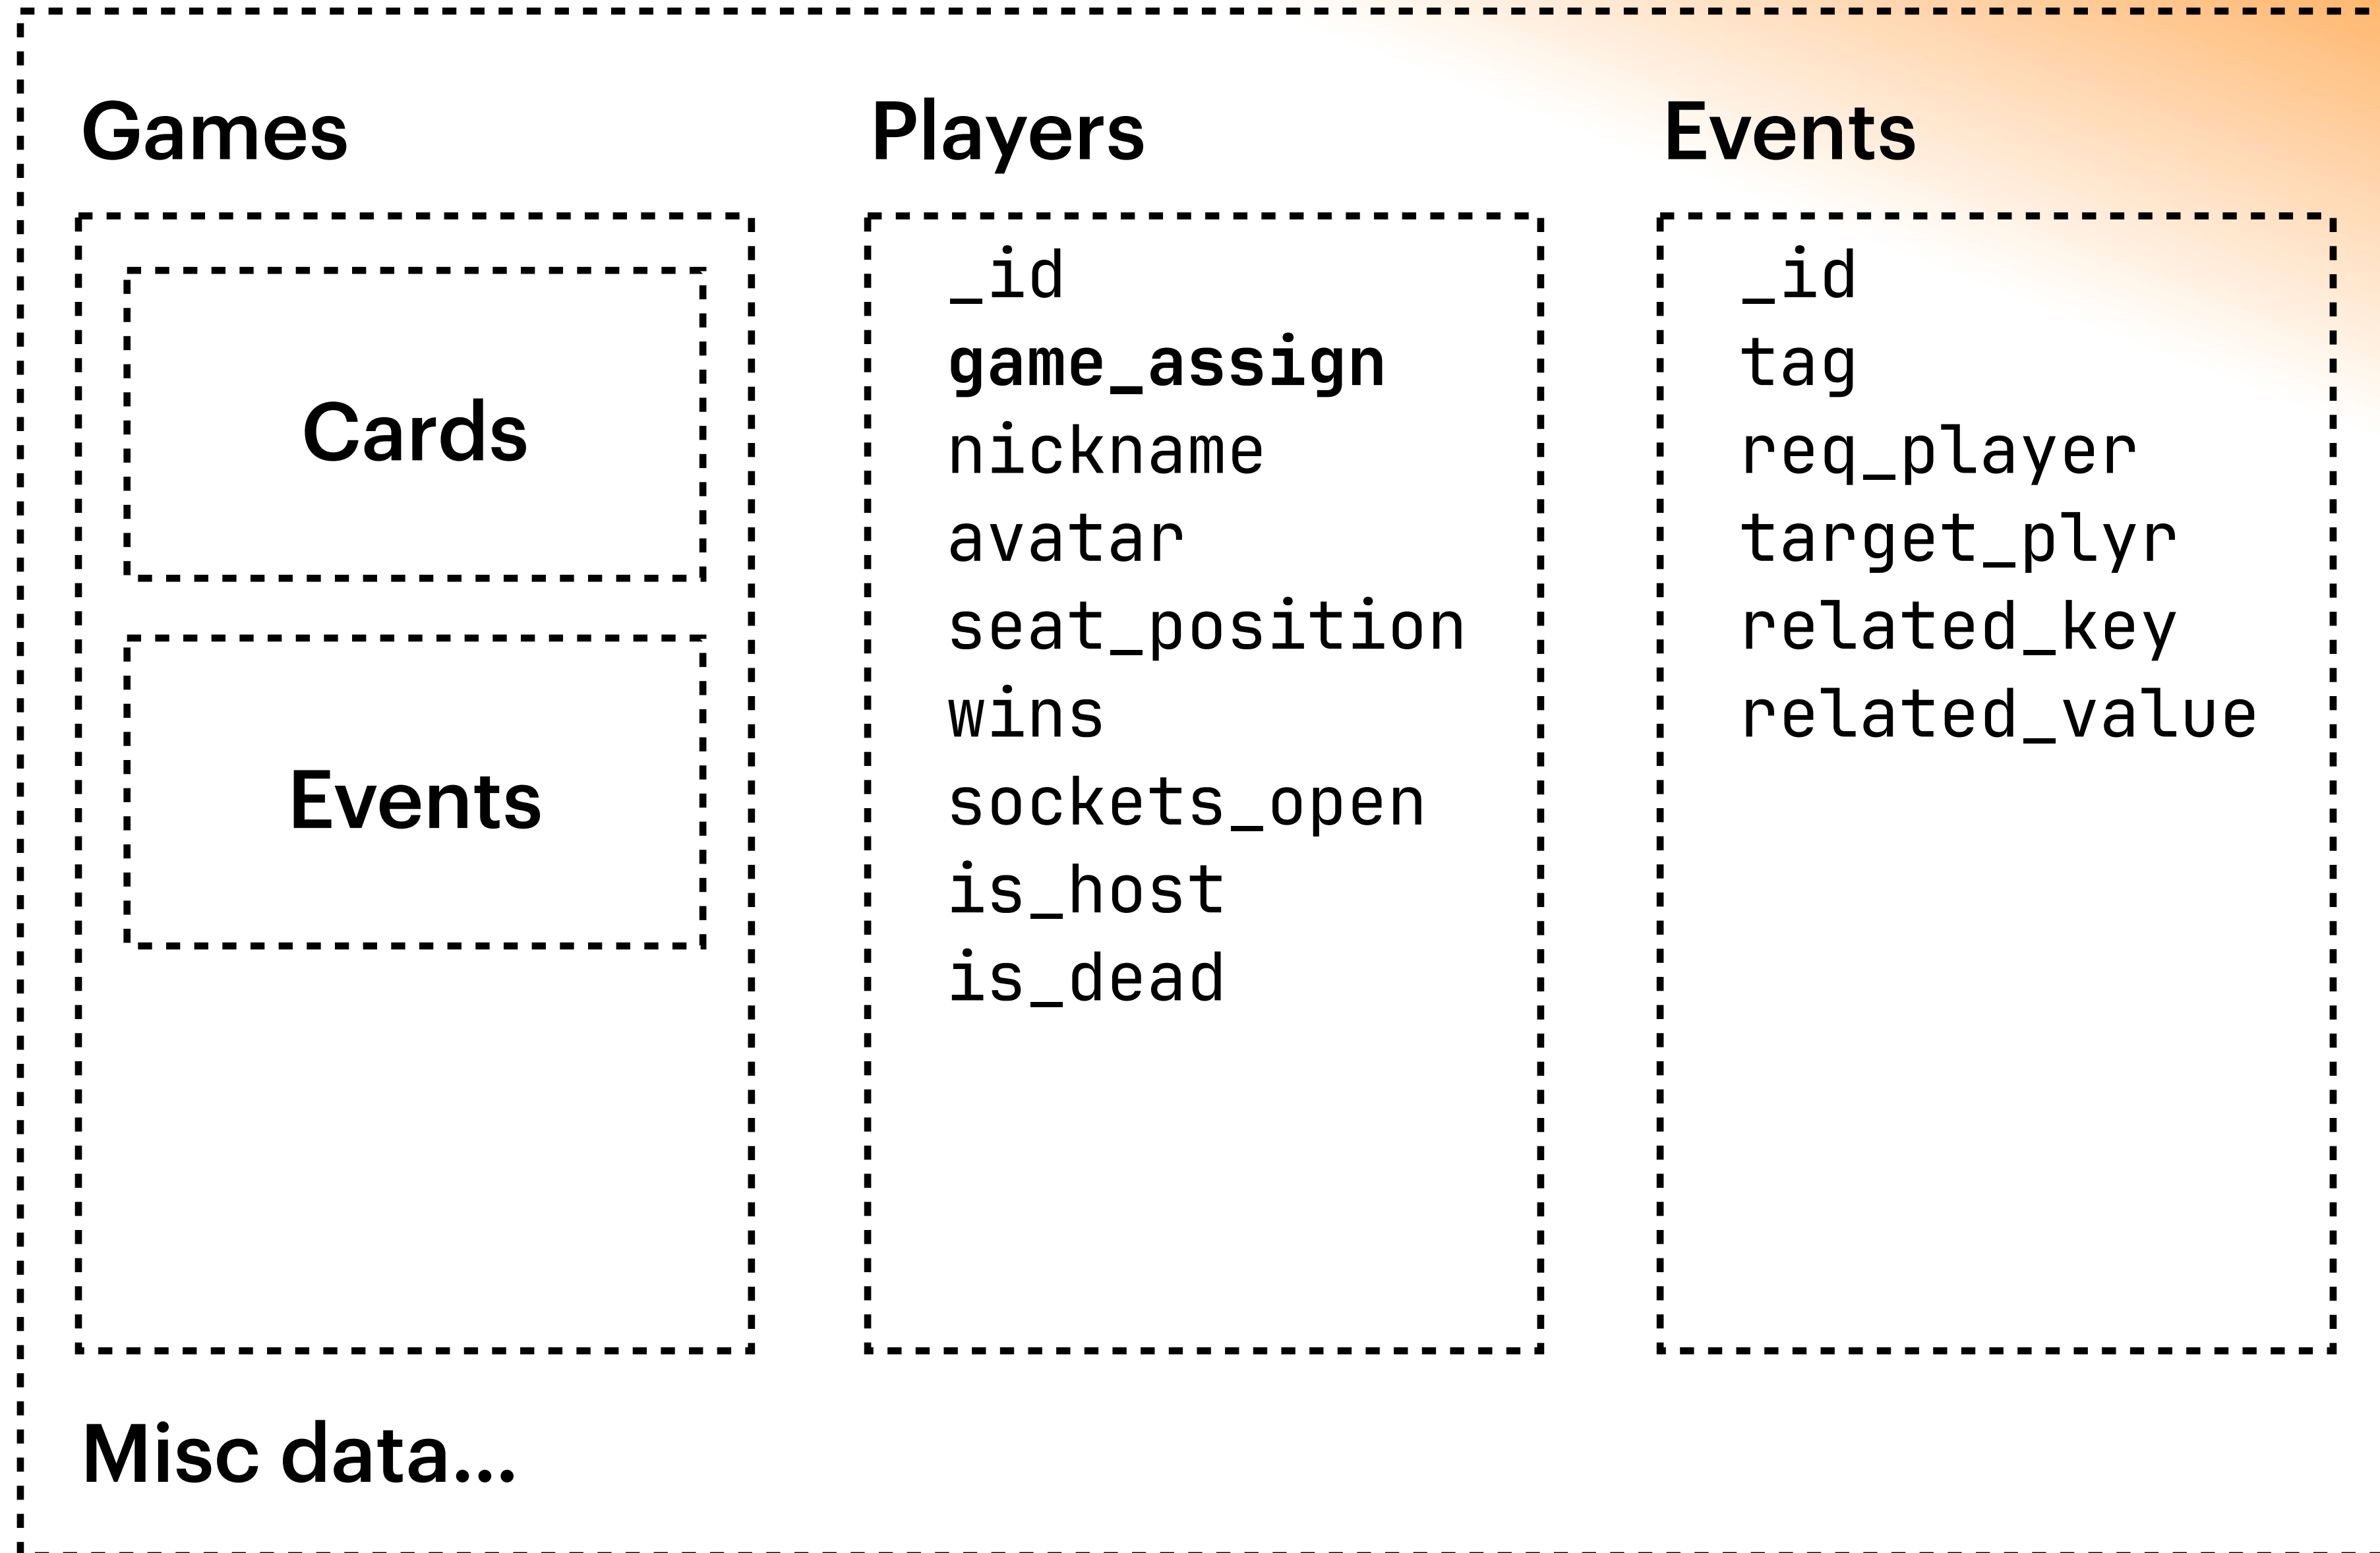 Games
Cards
Events
Players
_id
game_assign
nickname
avatar
seat_position
wins
sockets_open
is_host
is_dead
Events
_id
tag
req_player
target_plyr
related_key
related_value
Misc data...